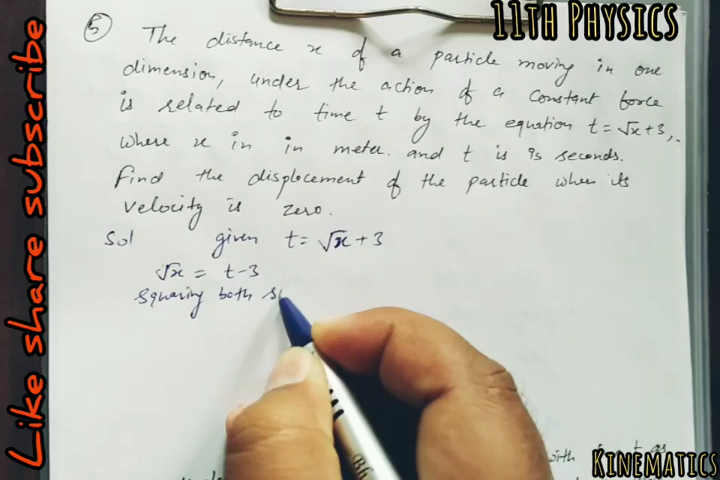 11th Physics
Like share subscribe
⑤ The distance x of a particle moving in one
dimension, under the action of a constant force
is related to time t by the equation t = √x + 3,
where x in in meter. and t is is seconds.
Find the displacement of the particle when its
velocity is zero.
Sol given t = √x + 3
√x = t - 3
Squaring both s
with
Kinematics